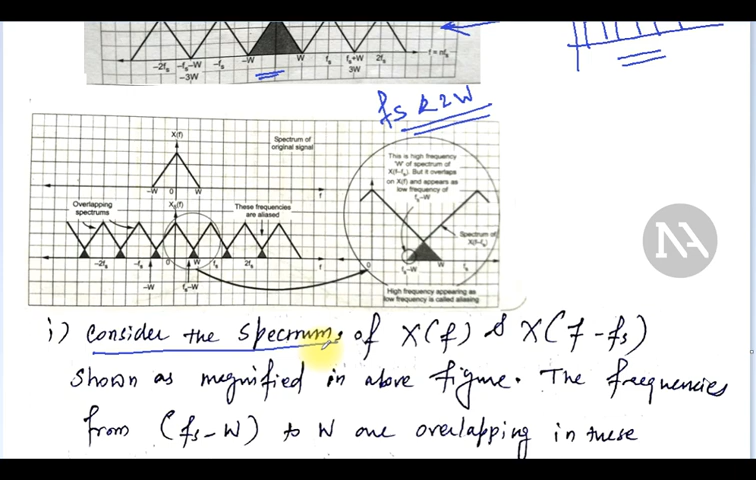 -2fₛ -fₛ-W -fₛ -W W fₛ fₛ+W 2fₛ f = nfₛ
-3W 3W
fs < 2W
X(f)
Spectrum of
original signal
-W 0 W f
Overlapping
spectrums
Xδ(f)
These frequencies
are aliased
-2fₛ -fₛ 0 W fₛ 2fₛ f
-W fₛ-W
This is high frequency
'W' of spectrum of
X(f-fₛ). But it overlaps
on X(f) and appears as
low frequency of
fₛ-W
Spectrum of
X(f-fₛ)
0 fₛ-W W fₛ
High frequency appearing as
low frequency is called aliasing
i) Consider the spectrums of X(f) & X(f-fs)
shown as magnified in above figure. The frequencies
from (fs-W) to W are overlapping in these
NA